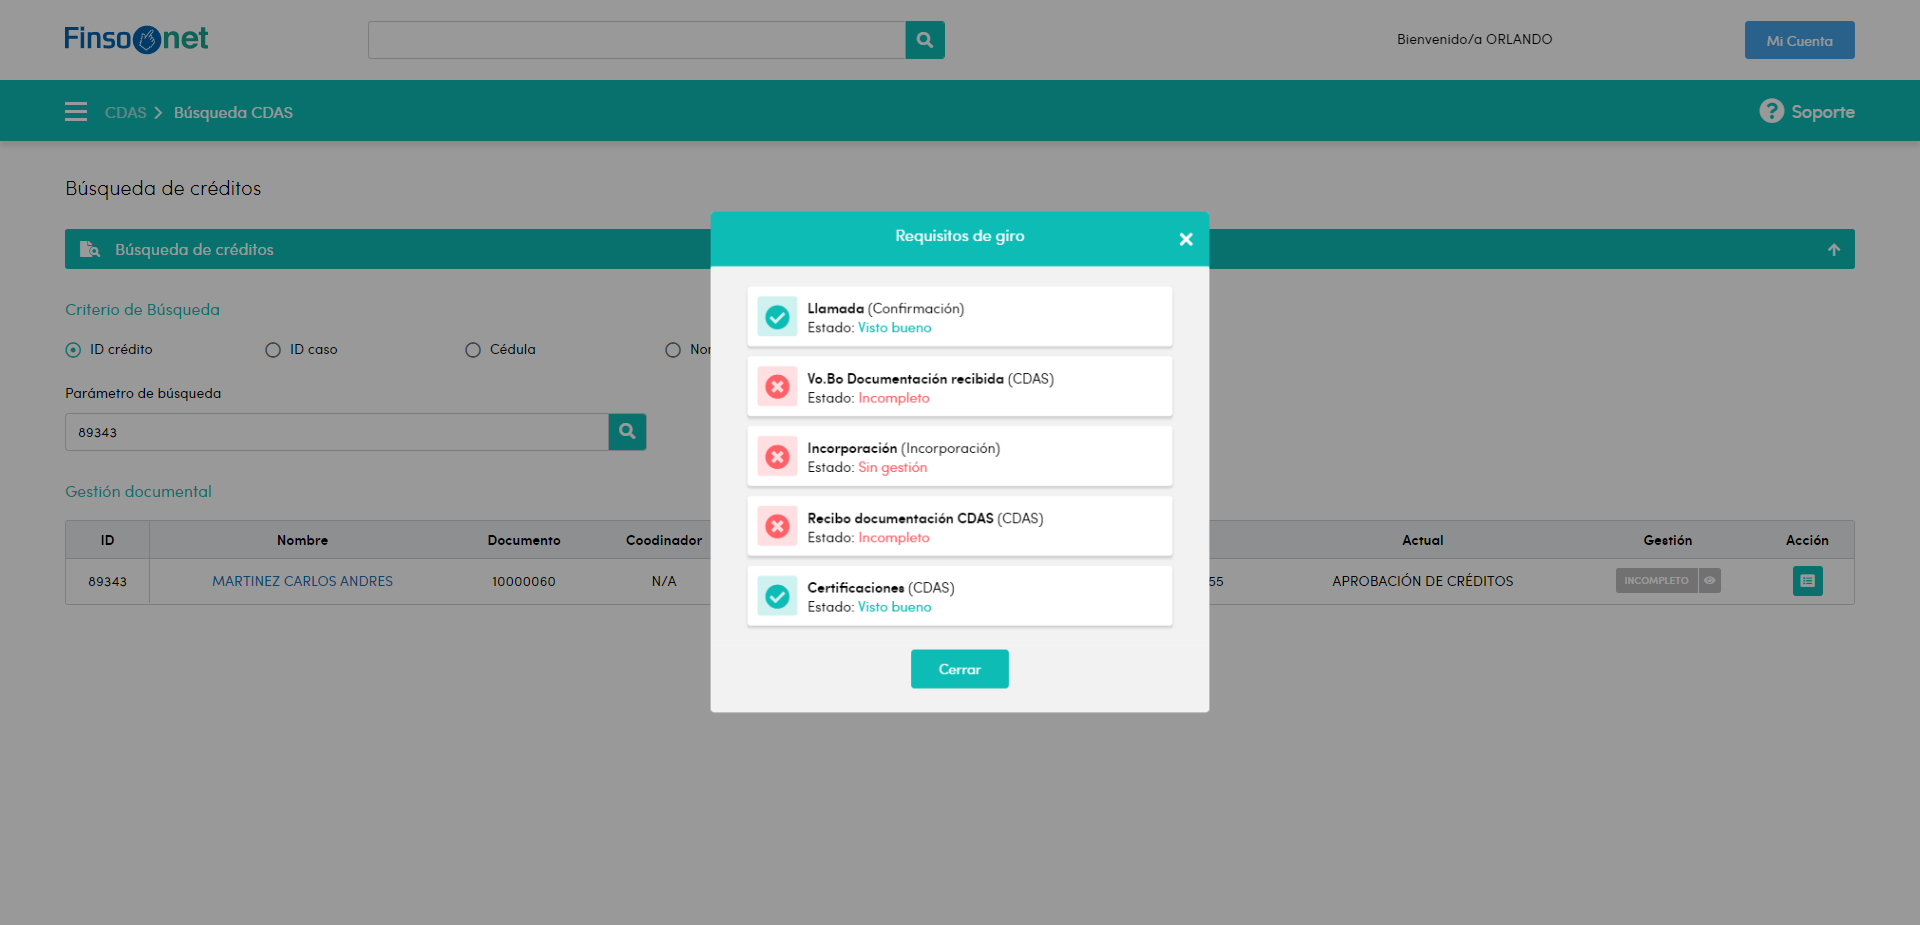 Finsonet
Bienvenido/a ORLANDO
Mi Cuenta
CDAS
Búsqueda CDAS
Soporte
Búsqueda de créditos
Búsqueda de créditos
Criterio de Búsqueda
ID crédito
ID caso
Cédula
Parámetro de búsqueda
89343
Gestión documental
ID
Nombre
Documento
Coodinador
Actual
Gestión
Acción
89343
MARTINEZ CARLOS ANDRES
10000060
N/A
55
APROBACIÓN DE CRÉDITOS
INCOMPLETO
Requisitos de giro
Llamada (Confirmación)
Estado: Visto bueno
Vo.Bo Documentación recibida (CDAS)
Estado: Incompleto
Incorporación (Incorporación)
Estado: Sin gestión
Recibo documentación CDAS (CDAS)
Estado: Incompleto
Certificaciones (CDAS)
Estado: Visto bueno
Cerrar